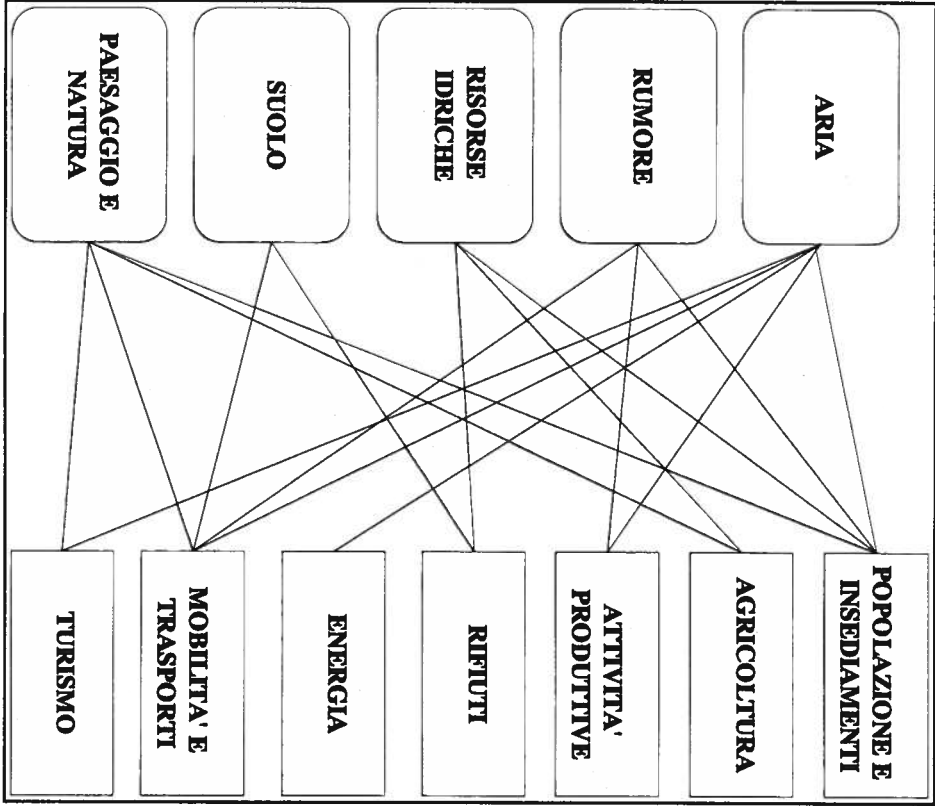 ARIA
RUMORE
RISORSE
IDRICHE
SUOLO
PAESAGGIO E
NATURA
POPOLAZIONE E
INSEDIAMENTI
AGRICOLTURA
ATTIVITA'
PRODUTTIVE
RIFIUTI
ENERGIA
MOBILITA' E
TRASPORTI
TURISMO